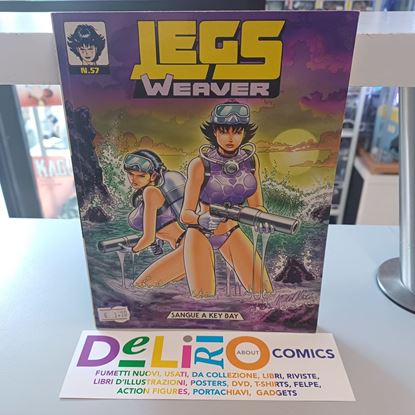 N.57
LEGS
WEAVER
SANGUE A KEY BAY
DeLiRiO ABOUT COMICS
FUMETTI NUOVI, USATI, DA COLLEZIONE, LIBRI, RIVISTE,
LIBRI D'ILLUSTRAZIONI, POSTERS, DVD, T-SHIRTS, FELPE,
ACTION FIGURES, PORTACHIAVI, GADGETS